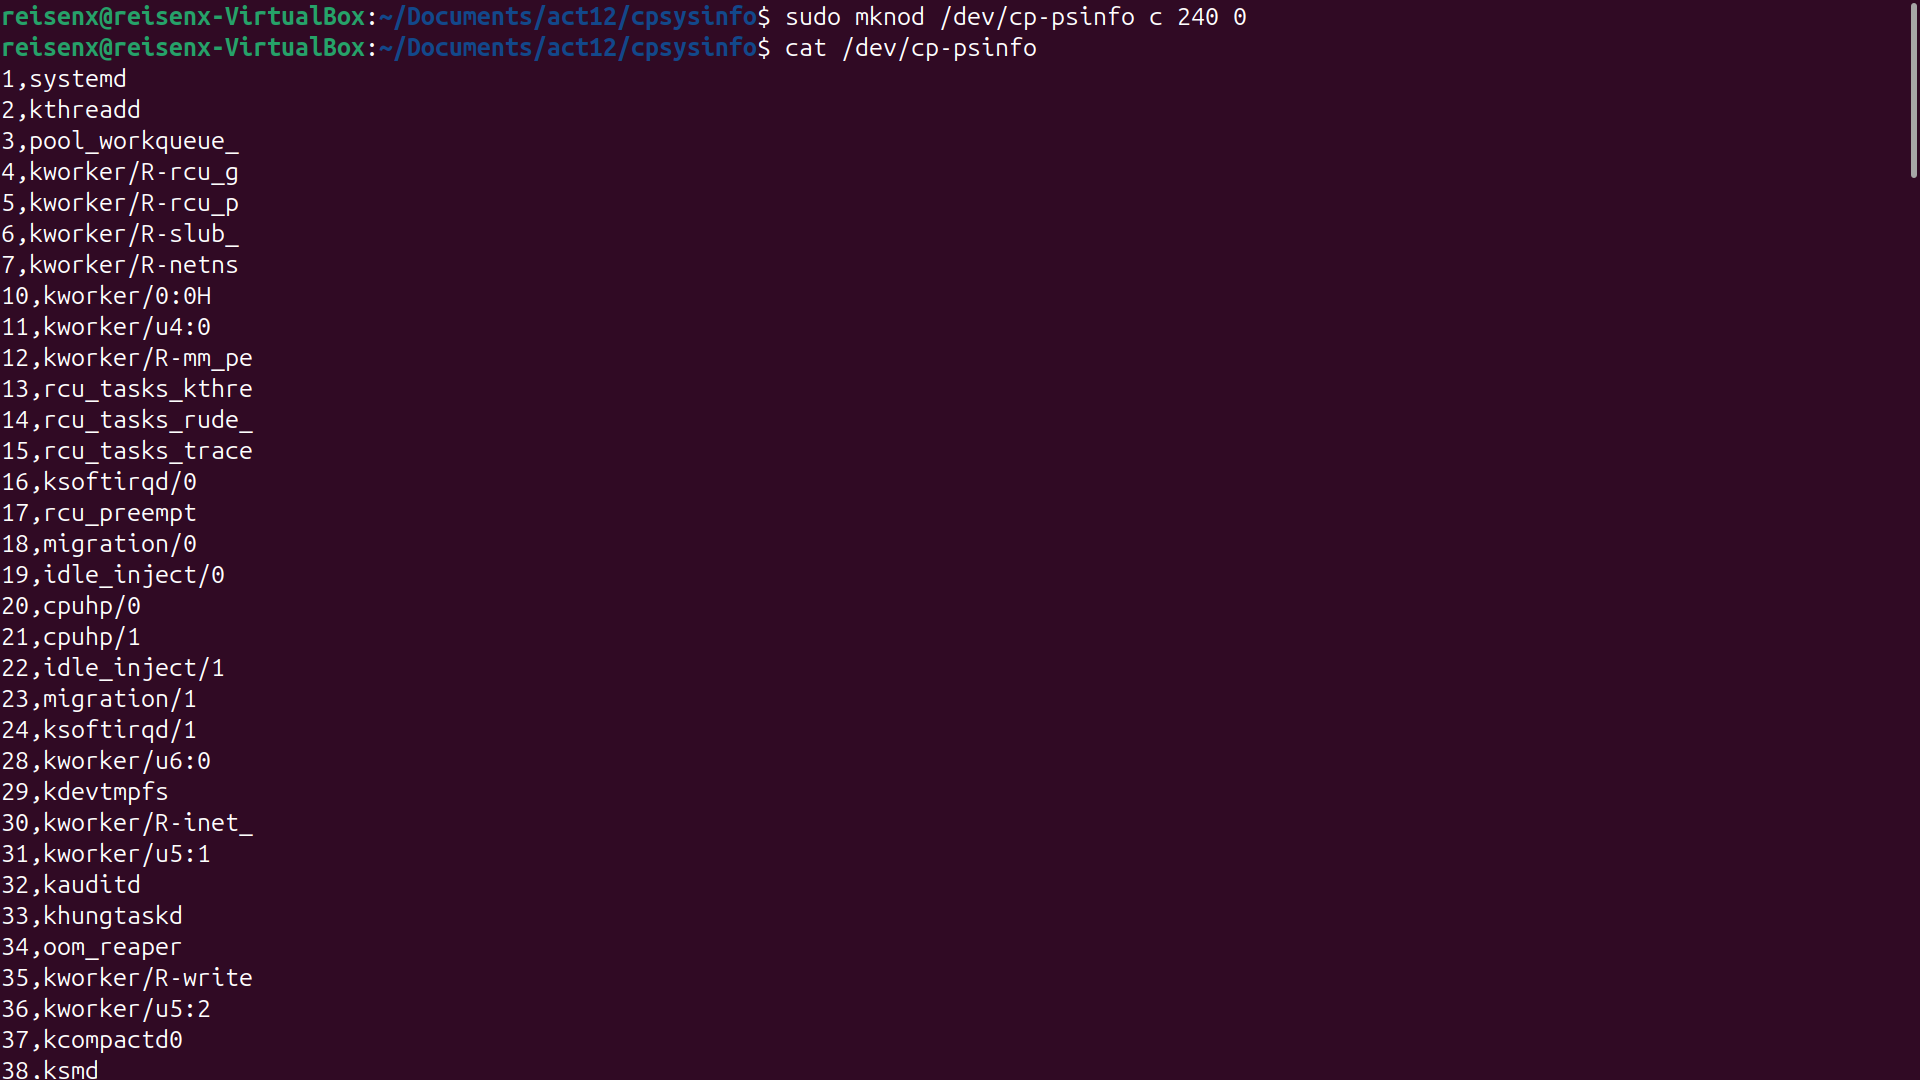 reisenx@reisenx-VirtualBox:~/Documents/act12/cpsysinfo$ sudo mknod /dev/cp-psinfo c 240 0
reisenx@reisenx-VirtualBox:~/Documents/act12/cpsysinfo$ cat /dev/cp-psinfo
1,systemd
2,kthreadd
3,pool_workqueue_
4,kworker/R-rcu_g
5,kworker/R-rcu_p
6,kworker/R-slub_
7,kworker/R-netns
10,kworker/0:0H
11,kworker/u4:0
12,kworker/R-mm_pe
13,rcu_tasks_kthre
14,rcu_tasks_rude_
15,rcu_tasks_trace
16,ksoftirqd/0
17,rcu_preempt
18,migration/0
19,idle_inject/0
20,cpuhp/0
21,cpuhp/1
22,idle_inject/1
23,migration/1
24,ksoftirqd/1
28,kworker/u6:0
29,kdevtmpfs
30,kworker/R-inet_
31,kworker/u5:1
32,kauditd
33,khungtaskd
34,oom_reaper
35,kworker/R-write
36,kworker/u5:2
37,kcompactd0
38,ksmd